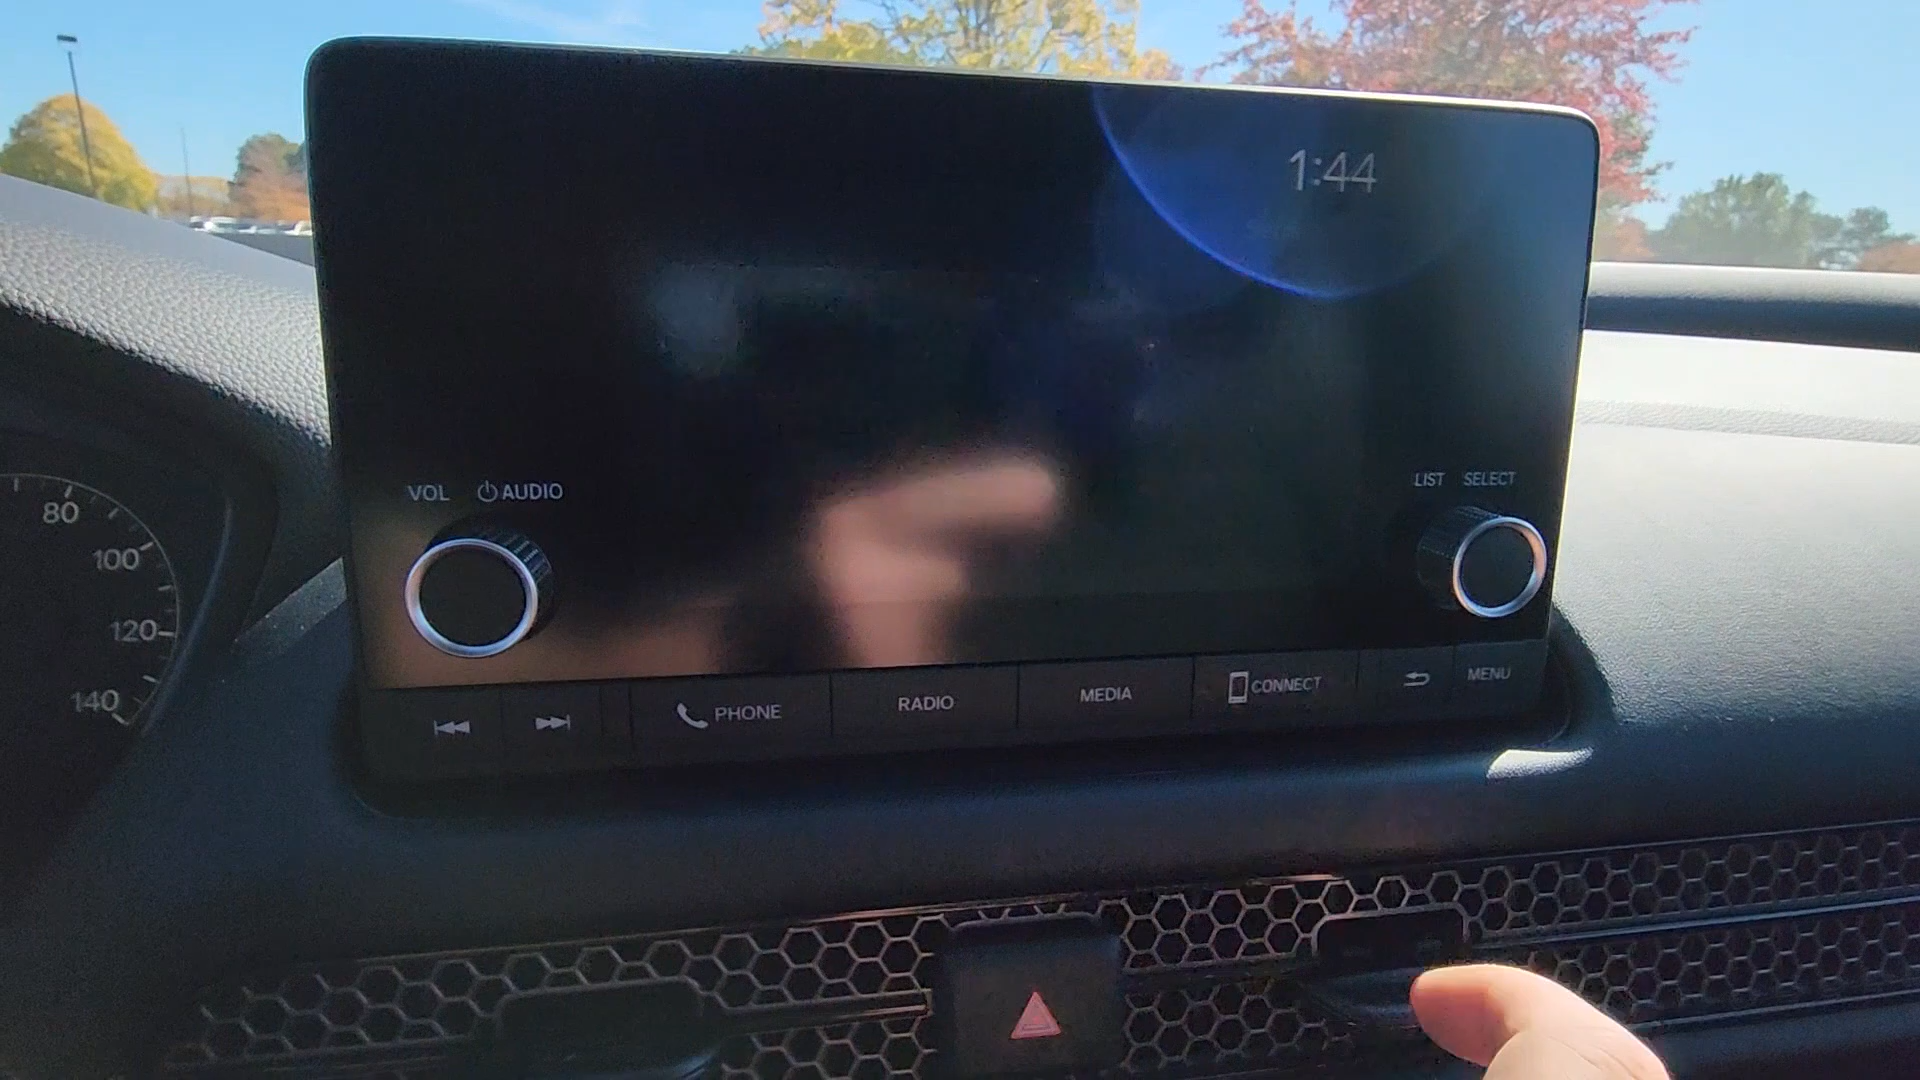 1:44
VOL AUDIO
LIST SELECT
80
100
120
140
PHONE RADIO MEDIA CONNECT MENU